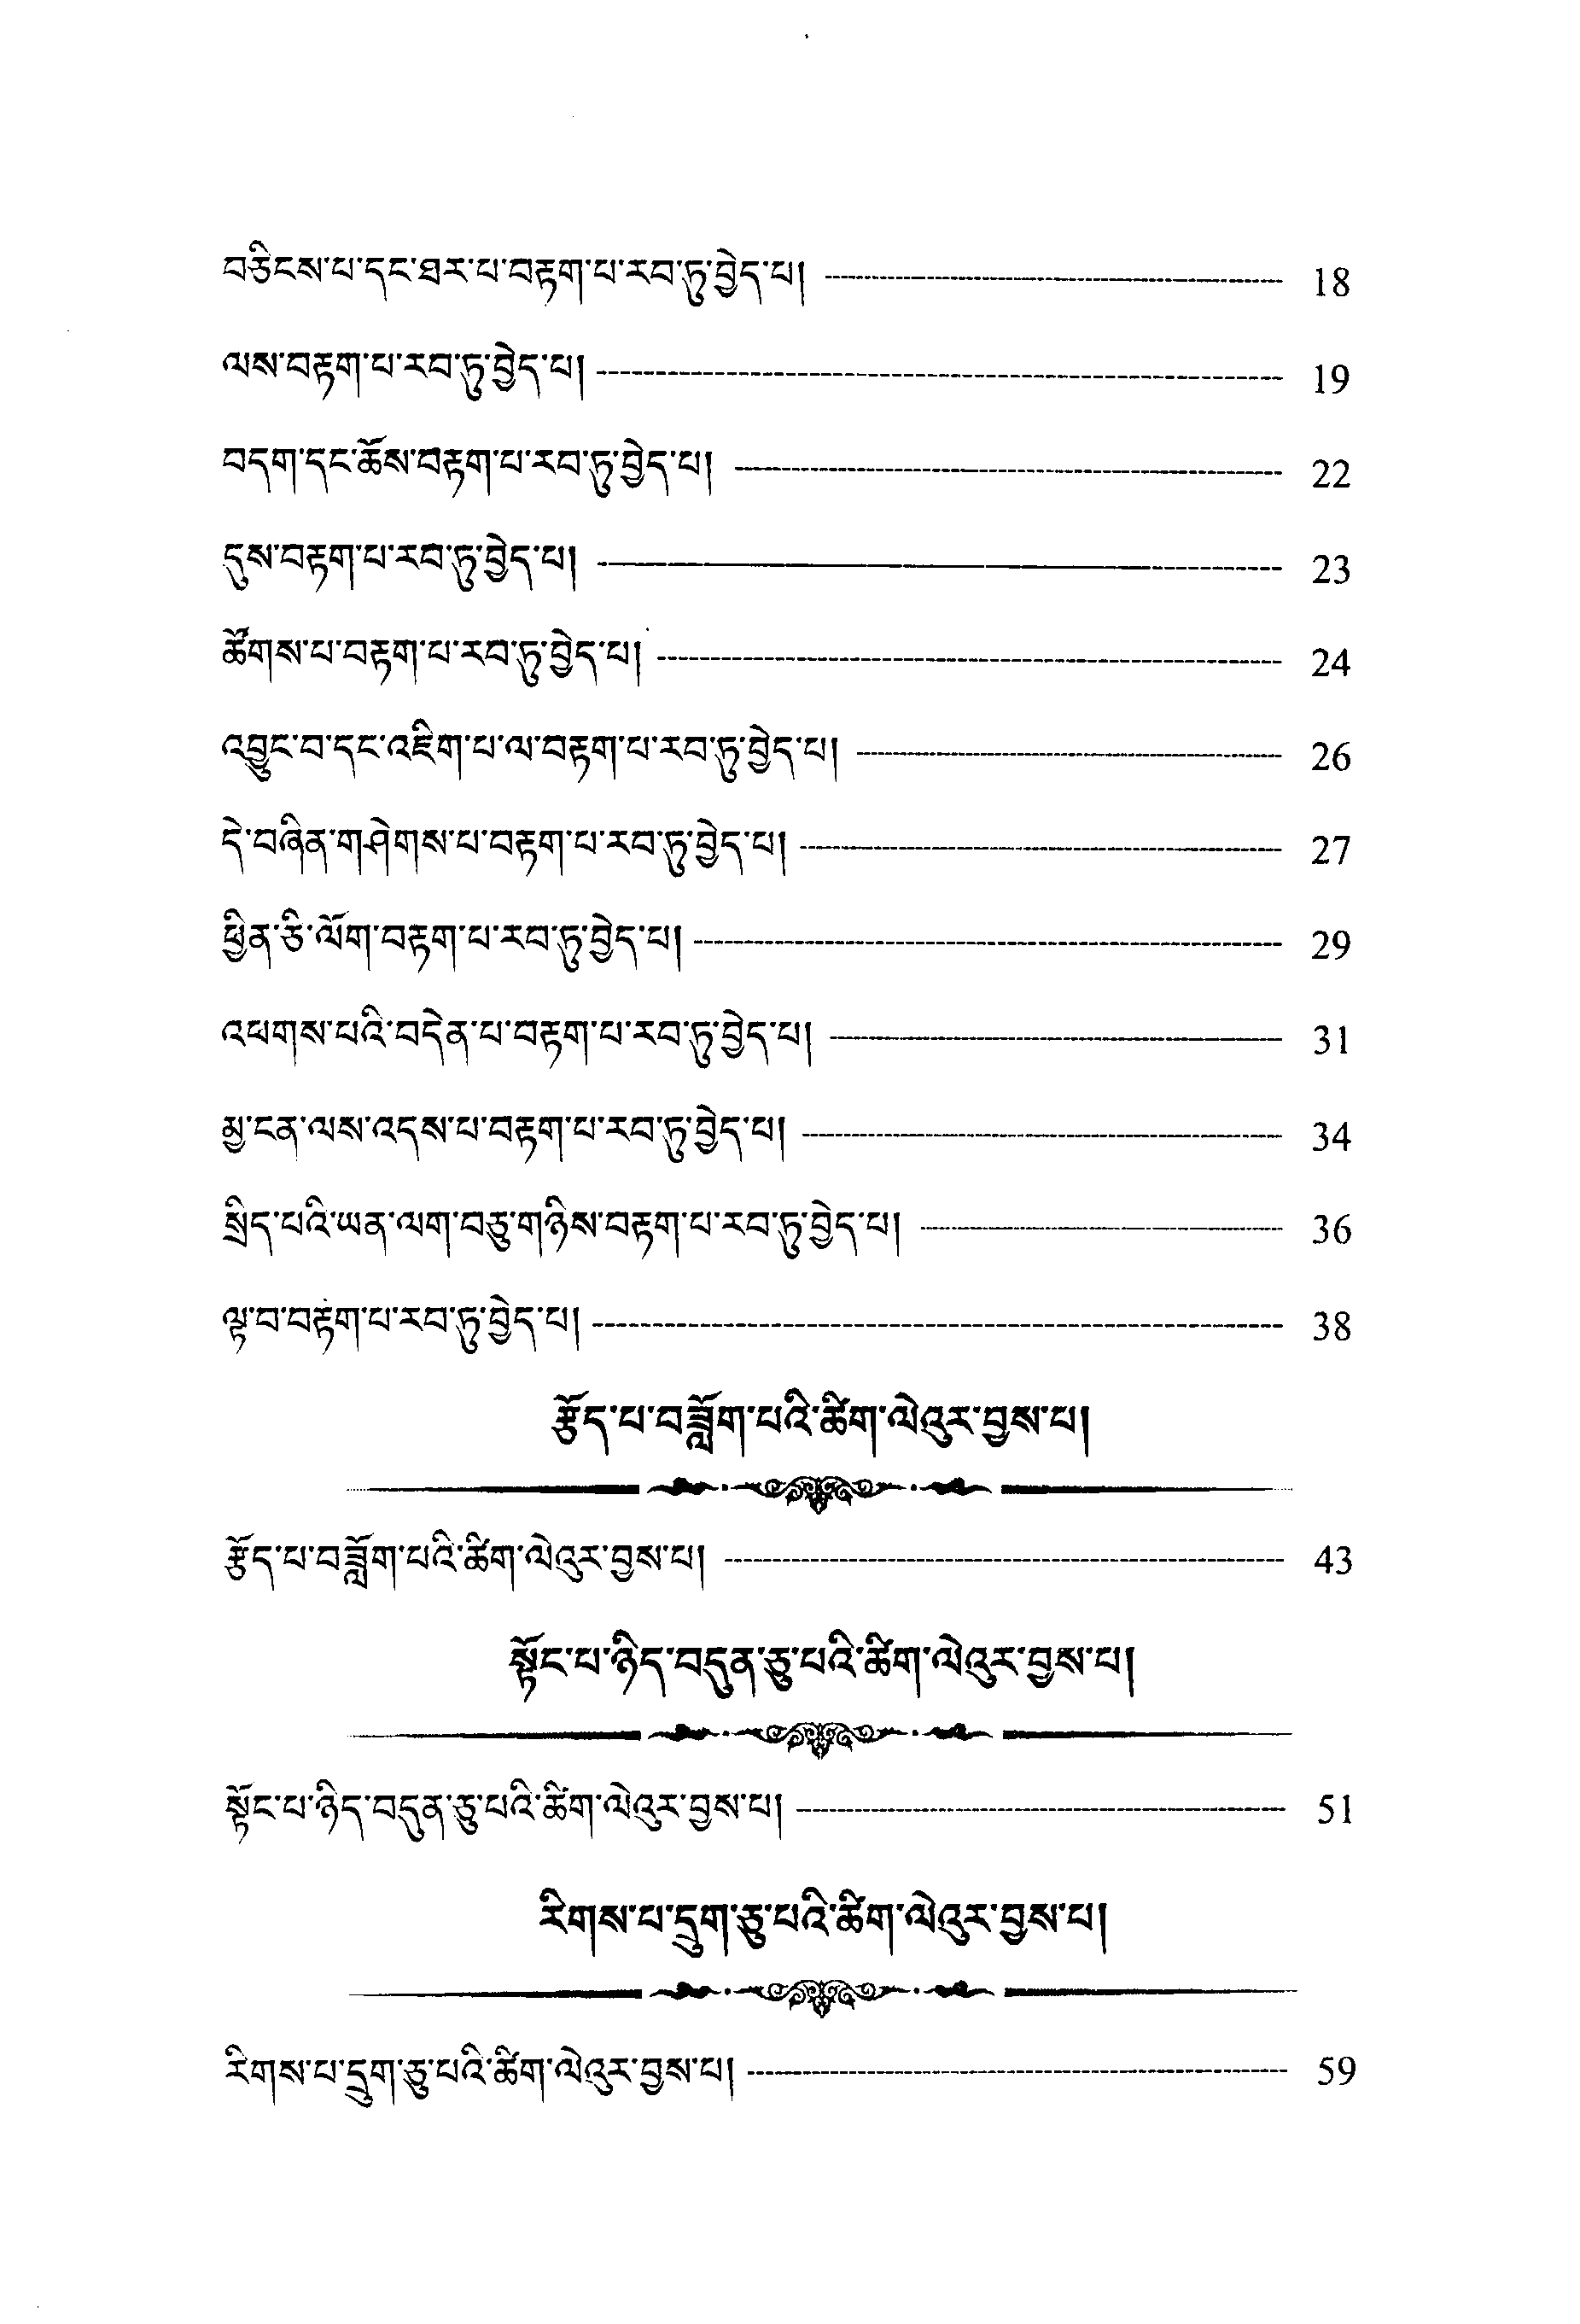 བཅིངས་པ་དང་ཐར་པ་བརྟག་པ་རབ་ཏུ་བྱེད་པ། 18
ལས་བརྟག་པ་རབ་ཏུ་བྱེད་པ། 19
བདག་དང་ཆོས་བརྟག་པ་རབ་ཏུ་བྱེད་པ། 22
དུས་བརྟག་པ་རབ་ཏུ་བྱེད་པ། 23
ཚོགས་པ་བརྟག་པ་རབ་ཏུ་བྱེད་པ། 24
འབྱུང་བ་དང་འཇིག་པ་ལ་བརྟག་པ་རབ་ཏུ་བྱེད་པ། 26
དེ་བཞིན་གཤེགས་པ་བརྟག་པ་རབ་ཏུ་བྱེད་པ། 27
ཕྱིན་ཅི་ལོག་བརྟག་པ་རབ་ཏུ་བྱེད་པ། 29
འཕགས་པའི་བདེན་པ་བརྟག་པ་རབ་ཏུ་བྱེད་པ། 31
མྱ་ངན་ལས་འདས་པ་བརྟག་པ་རབ་ཏུ་བྱེད་པ། 34
སྲིད་པའི་ཡན་ལག་བཅུ་གཉིས་བརྟག་པ་རབ་ཏུ་བྱེད་པ། 36
ལྟ་བ་བརྟག་པ་རབ་ཏུ་བྱེད་པ། 38
རྩོད་པ་བཟློག་པའི་ཚིག་ལེའུར་བྱས་པ།
རྩོད་པ་བཟློག་པའི་ཚིག་ལེའུར་བྱས་པ། 43
སྟོང་པ་ཉིད་བདུན་ཅུ་པའི་ཚིག་ལེའུར་བྱས་པ།
སྟོང་པ་ཉིད་བདུན་ཅུ་པའི་ཚིག་ལེའུར་བྱས་པ། 51
རིགས་པ་དྲུག་ཅུ་པའི་ཚིག་ལེའུར་བྱས་པ།
རིགས་པ་དྲུག་ཅུ་པའི་ཚིག་ལེའུར་བྱས་པ། 59